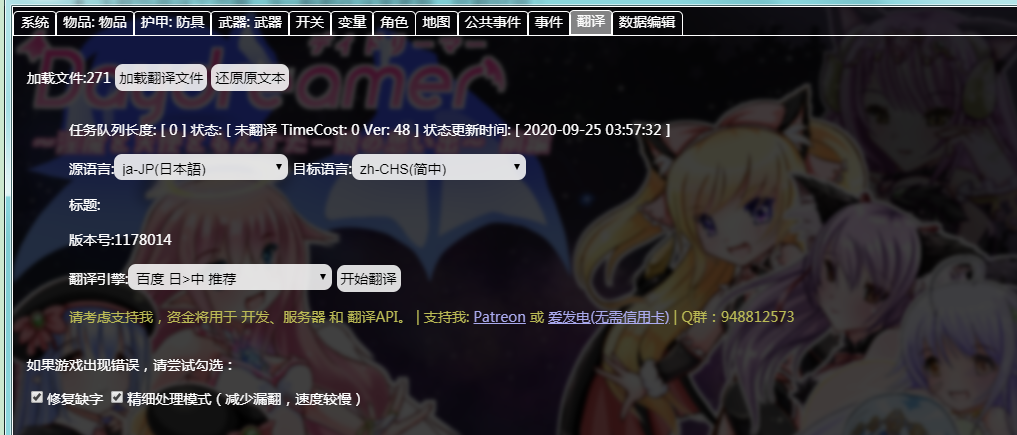 系统 物品: 物品 护甲: 防具 武器: 武器 开关 变量 角色 地图 公共事件 事件 翻译 数据编辑
加载文件:271 加载翻译文件 还原原文本
Daydreamer
任务队列长度: [ 0 ] 状态: [ 未翻译 TimeCost: 0 Ver: 48 ] 状态更新时间: [ 2020-09-25 03:57:32 ]
源语言: ja-JP(日本語) 目标语言: zh-CHS(简中)
标题:
版本号:1178014
翻译引擎: 百度 日>中 推荐 开始翻译
请考虑支持我，资金将用于 开发、服务器 和 翻译API。 | 支持我: Patreon 或 爱发电(无需信用卡) | Q群：948812573
如果游戏出现错误，请尝试勾选：
修复缺字 精细处理模式（减少漏翻，速度较慢）